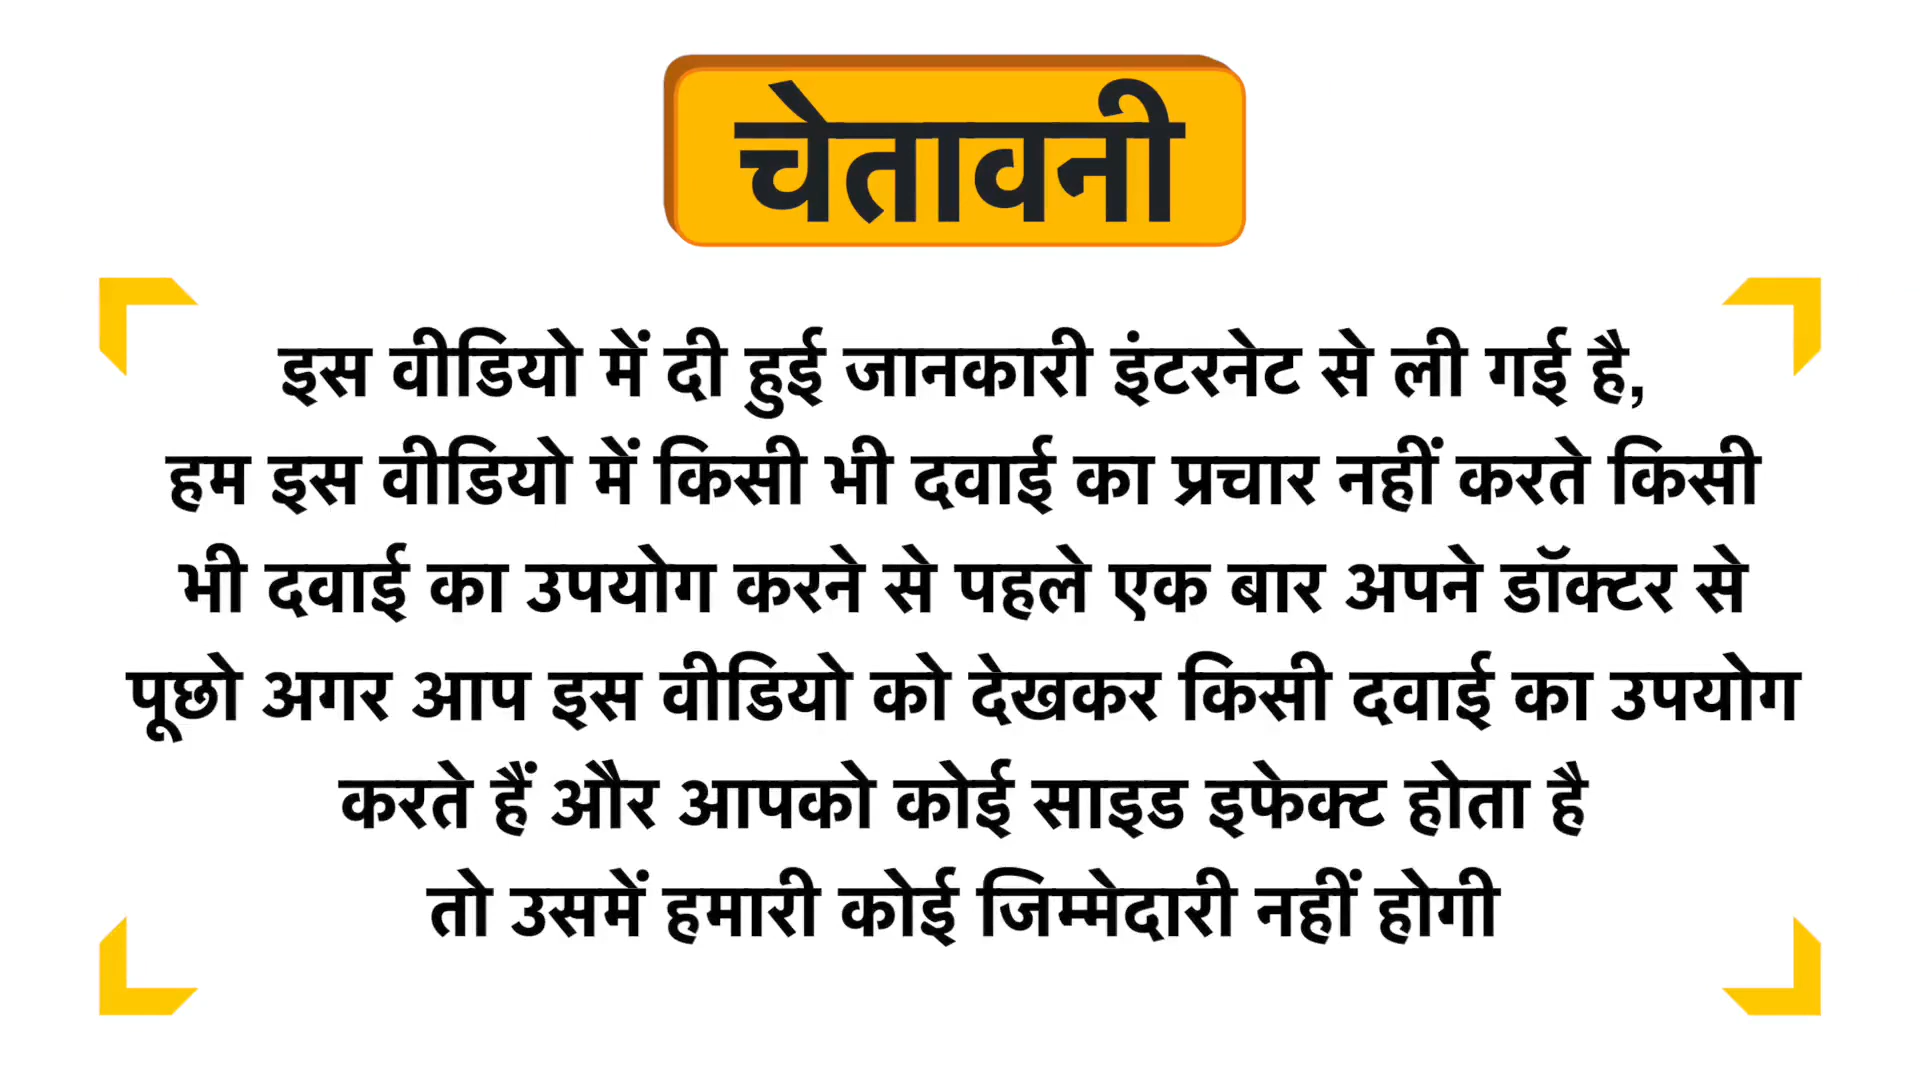 चेतावनी
इस वीडियो में दी हुई जानकारी इंटरनेट से ली गई है,
हम इस वीडियो में किसी भी दवाई का प्रचार नहीं करते किसी
भी दवाई का उपयोग करने से पहले एक बार अपने डॉक्टर से
पूछो अगर आप इस वीडियो को देखकर किसी दवाई का उपयोग
करते हैं और आपको कोई साइड इफेक्ट होता है
तो उसमें हमारी कोई जिम्मेदारी नहीं होगी